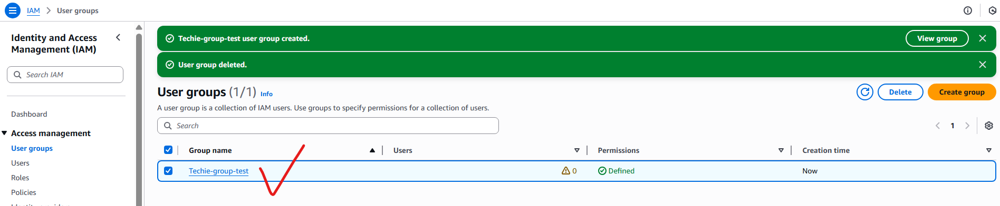 IAM > User groups
Identity and Access
Management (IAM)
Search IAM
Dashboard
Access management
User groups
Users
Roles
Policies
Techie-group-test user group created.
View group
User group deleted.
User groups (1/1) Info
Delete
Create group
A user group is a collection of IAM users. Use groups to specify permissions for a collection of users.
Search
1
Group name Users Permissions Creation time
Techie-group-test 0 Defined Now